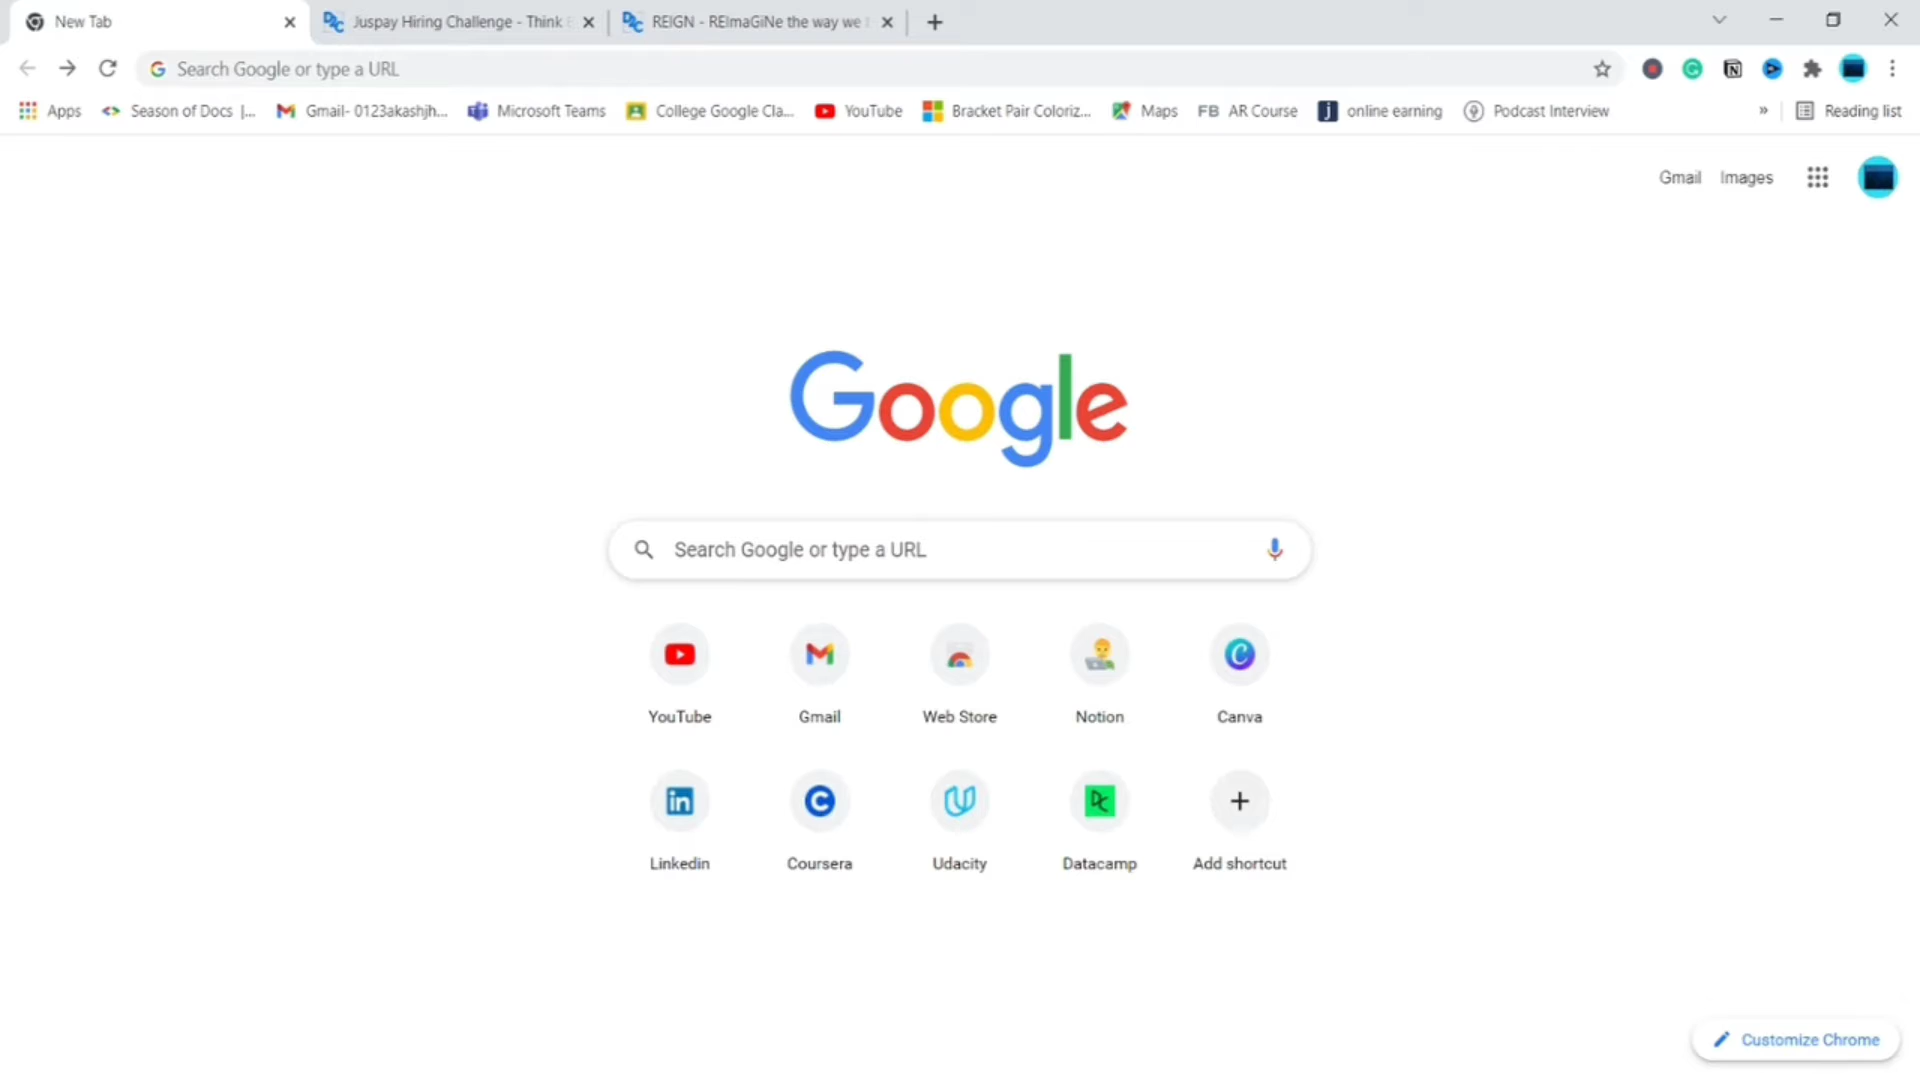 New Tab
Juspay Hiring Challenge - Think
REIGN - REImaGiNe the way we
Search Google or type a URL
Apps
Season of Docs |...
Gmail- 0123akashjh...
Microsoft Teams
College Google Cla...
YouTube
Bracket Pair Coloriz...
Maps
FB AR Course
online earning
Podcast Interview
»
Reading list
Gmail
Images
Google
Search Google or type a URL
YouTube
Gmail
Web Store
Notion
Canva
Linkedin
Coursera
Udacity
Datacamp
Add shortcut
Customize Chrome